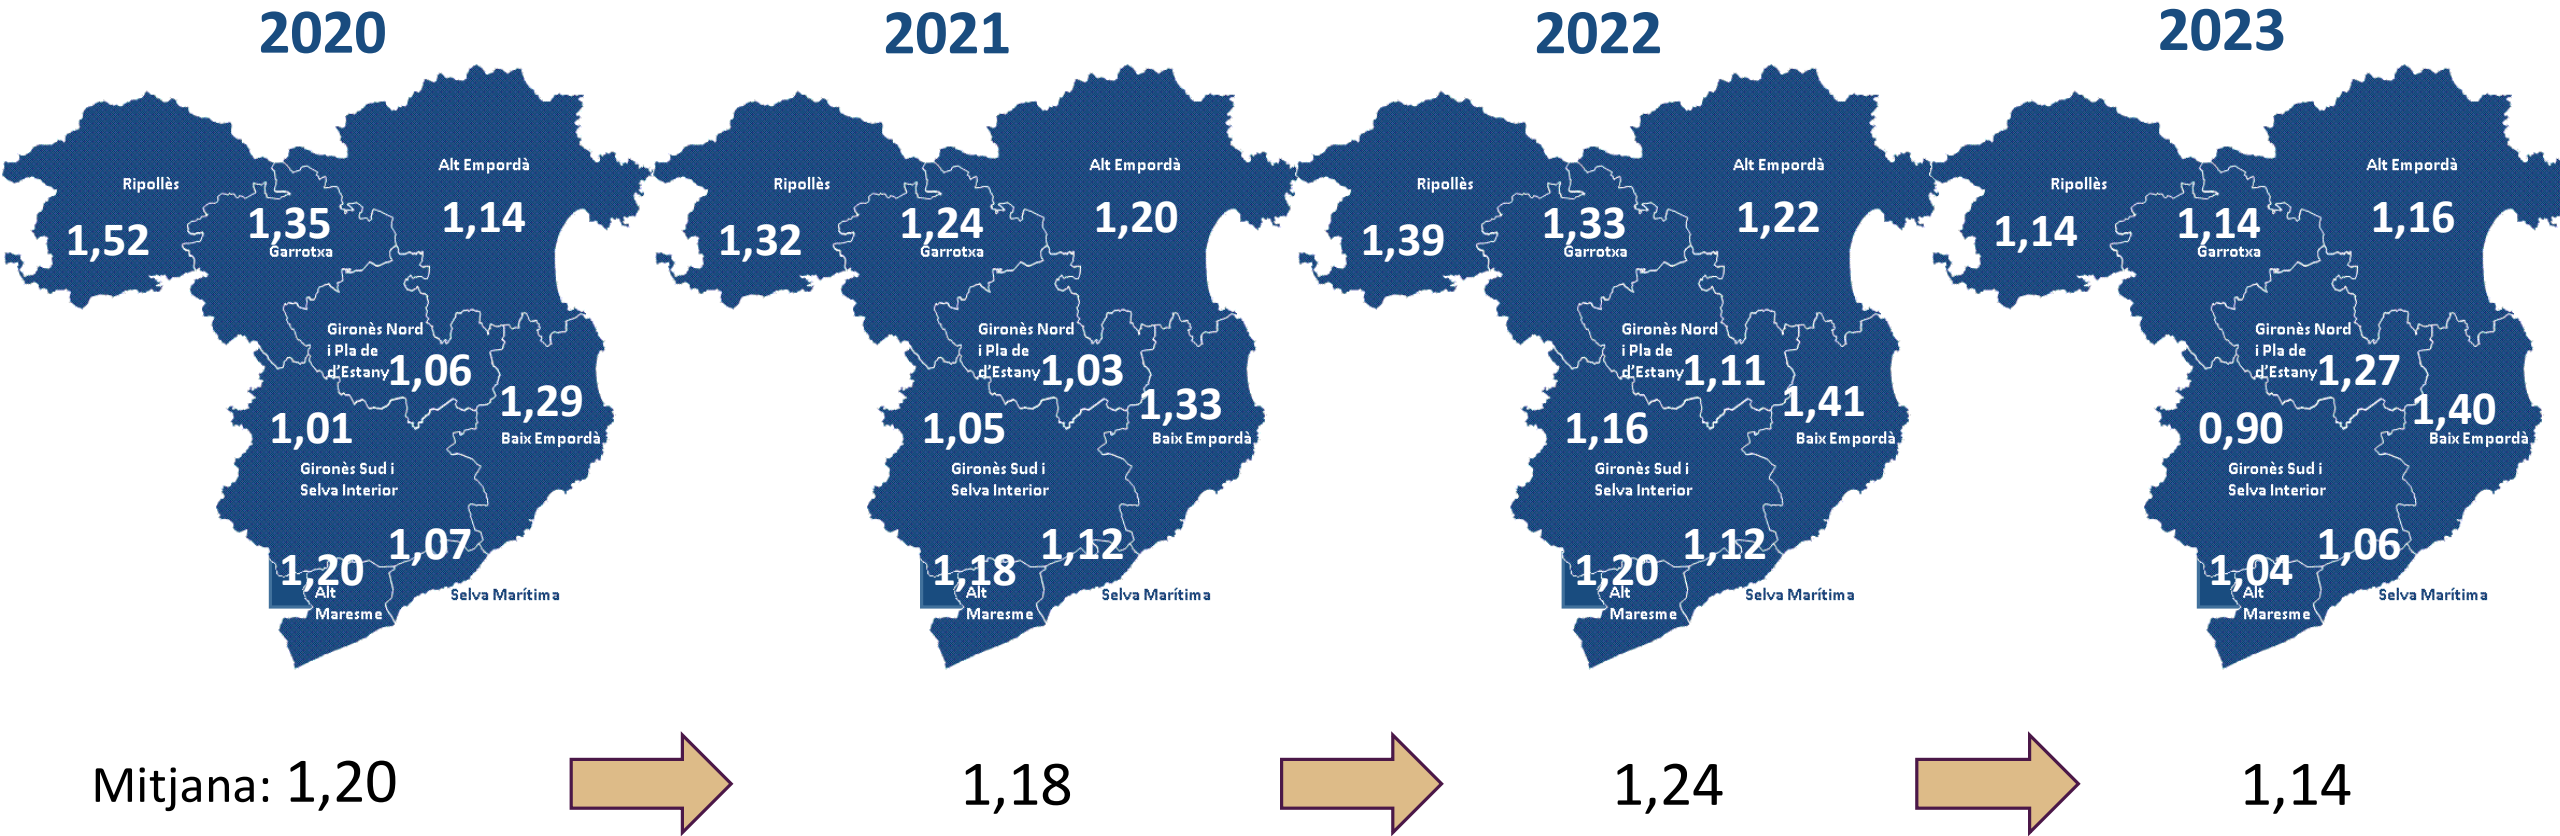 2020
2021
2022
2023
Alt Empordà
Ripollès
1,35
1,14
1,52
Garrotxa
Gironès Nord
i Pla de
d'Estany
1,06
1,29
1,01
Baix Empordà
Gironès Sud i
Selva Interior
1,07
1,20
Alt
Maresme
Selva Marítima
Alt Empordà
Ripollès
1,24
1,20
1,32
Garrotxa
Gironès Nord
i Pla de
d'Estany
1,03
1,33
1,05
Baix Empordà
Gironès Sud i
Selva Interior
1,12
1,18
Alt
Maresme
Selva Marítima
Alt Empordà
Ripollès
1,33
1,22
1,39
Garrotxa
Gironès Nord
i Pla de
d'Estany
1,11
1,41
1,16
Baix Empordà
Gironès Sud i
Selva Interior
1,12
1,20
Alt
Maresme
Selva Marítima
Alt Empordà
Ripollès
1,14
1,16
1,14
Garrotxa
Gironès Nord
i Pla de
d'Estany
1,27
1,40
0,90
Baix Empordà
Gironès Sud i
Selva Interior
1,06
1,04
Alt
Maresme
Selva Marítima
Mitjana: 1,20
1,18
1,24
1,14